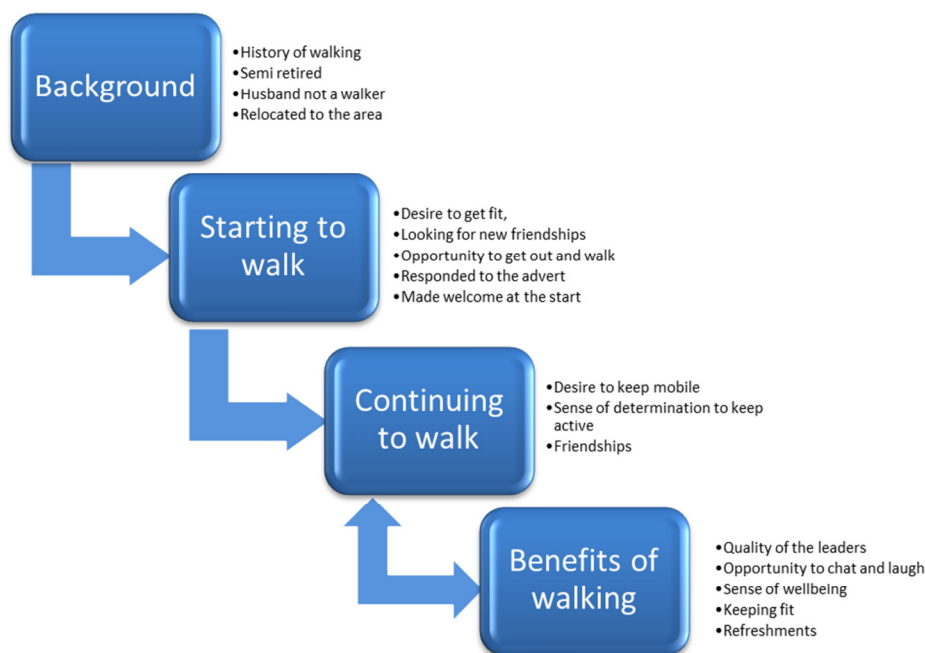 Background
•History of walking
•Semi retired
•Husband not a walker
•Relocated to the area
Starting to
walk
•Desire to get fit,
•Looking for new friendships
•Opportunity to get out and walk
•Responded to the advert
•Made welcome at the start
Continuing
to walk
•Desire to keep mobile
•Sense of determination to keep
active
•Friendships
Benefits of
walking
•Quality of the leaders
•Opportunity to chat and laugh
•Sense of wellbeing
•Keeping fit
•Refreshments